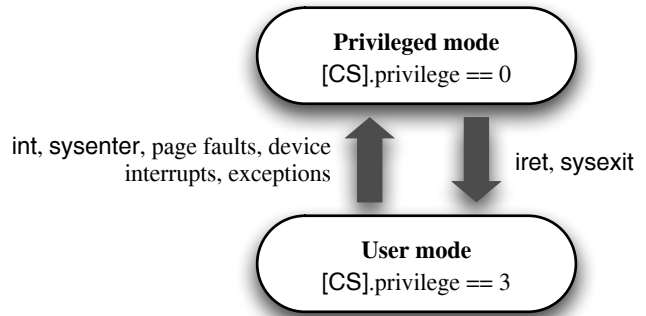 Privileged mode
[CS].privilege == 0
int, sysenter, page faults, device
interrupts, exceptions
iret, sysexit
User mode
[CS].privilege == 3